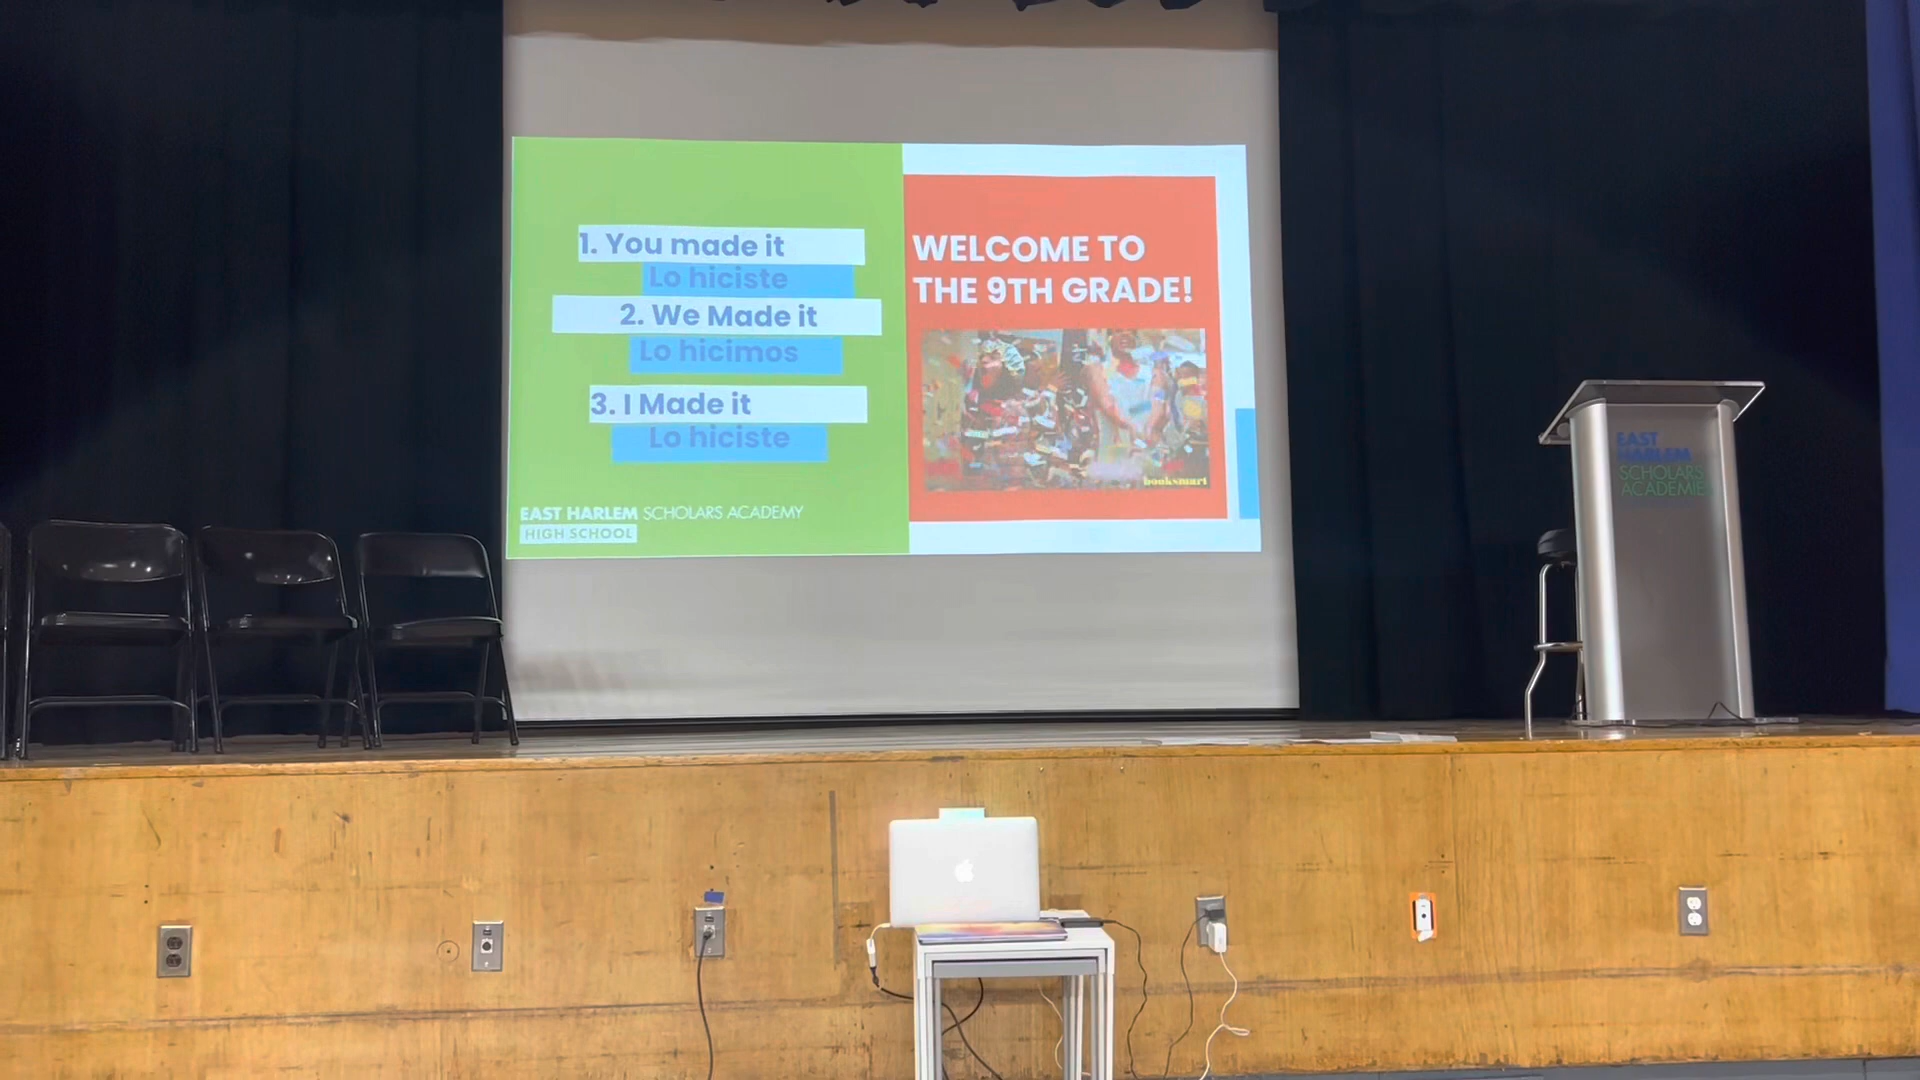 1. You made it
Lo hiciste
2. We Made it
Lo hicimos
3. I Made it
Lo hiciste
EAST HARLEM SCHOLARS ACADEMY
HIGH SCHOOL
WELCOME TO
THE 9TH GRADE!
booksmart
EAST
HARLEM
SCHOLARS
ACADEMIES